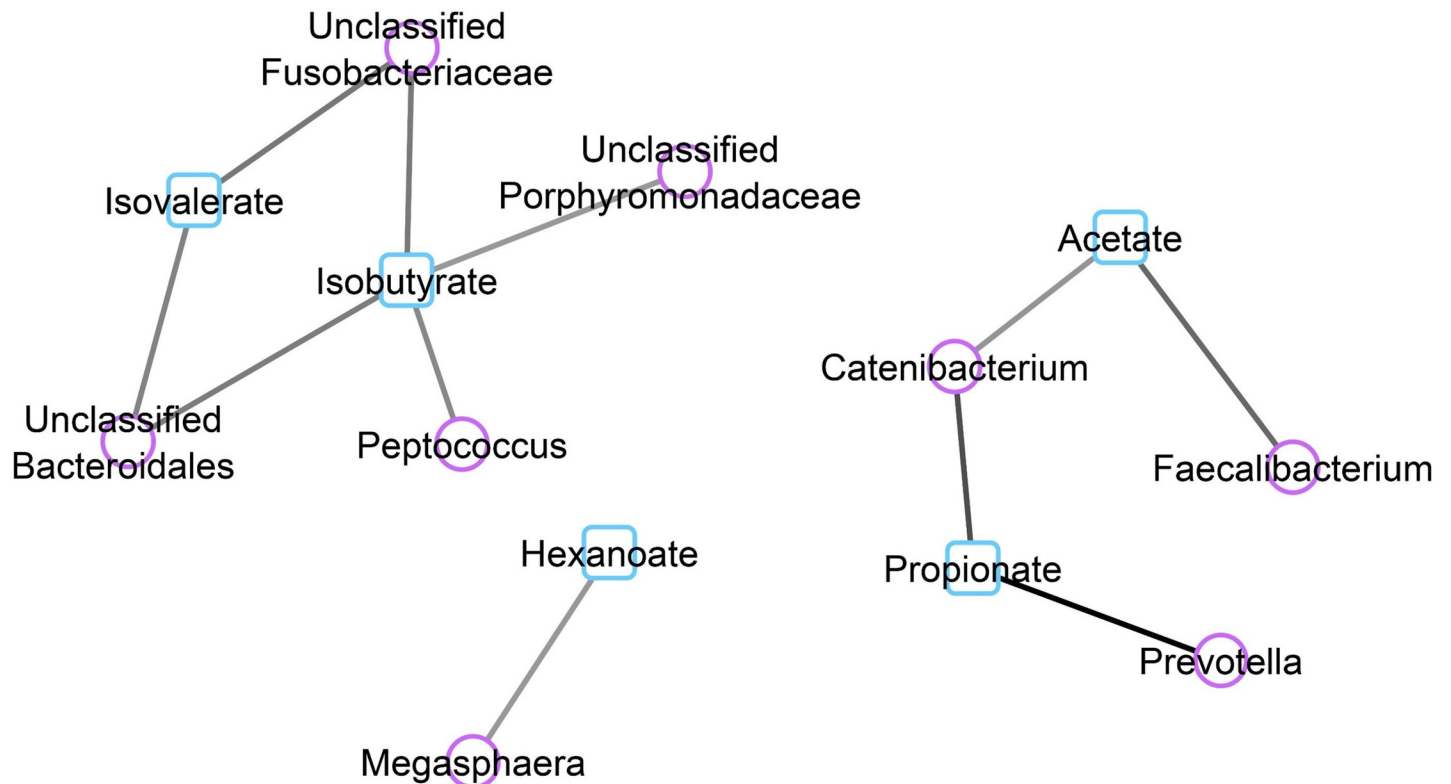 Unclassified
Fusobacteriaceae
Unclassified
Porphyromonadaceae
Isovalerate
Acetate
Isobutyrate
Catenibacterium
Unclassified
Bacteroidales
Peptococcus
Faecalibacterium
Hexanoate
Propionate
Prevotella
Megasphaera